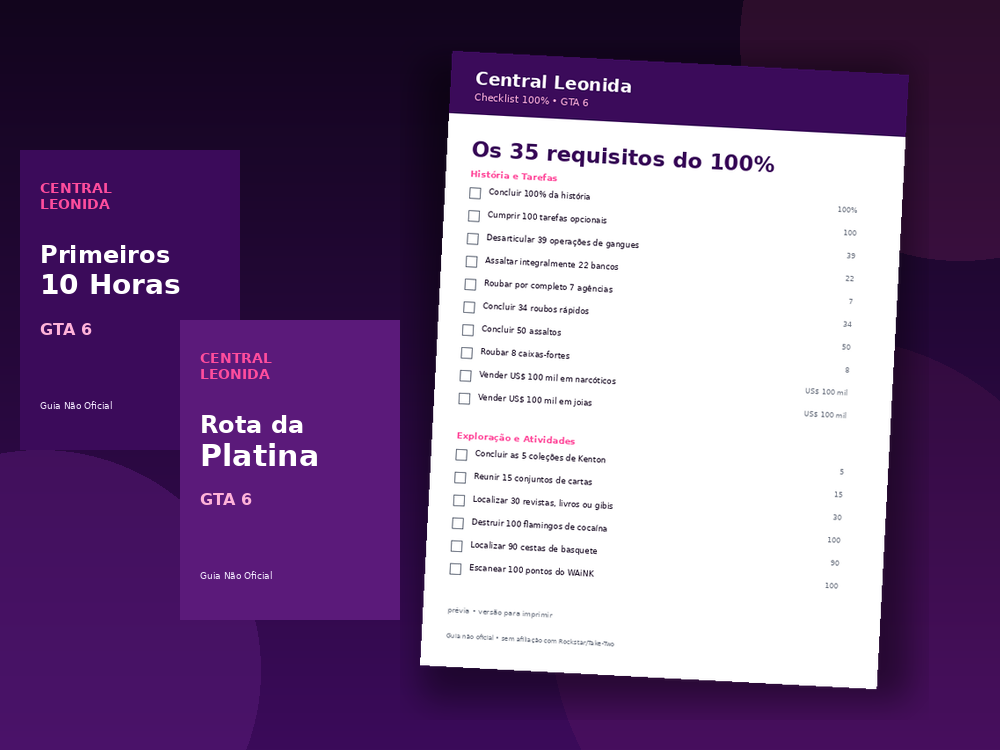 CENTRAL
LEONIDA
Primeiros
10 Horas
GTA 6
Guia Não Oficial
CENTRAL
LEONIDA
Rota da
Platina
GTA 6
Guia Não Oficial
Central Leonida
Checklist 100% • GTA 6
Os 35 requisitos do 100%
História e Tarefas
Concluir 100% da história 100%
Cumprir 100 tarefas opcionais 100
Desarticular 39 operações de gangues 39
Assaltar integralmente 22 bancos 22
Roubar por completo 7 agências 7
Concluir 34 roubos rápidos 34
Concluir 50 assaltos 50
Roubar 8 caixas-fortes 8
Vender US$ 100 mil em narcóticos US$ 100 mil
Vender US$ 100 mil em joias US$ 100 mil
Exploração e Atividades
Concluir as 5 coleções de Kenton 5
Reunir 15 conjuntos de cartas 15
Localizar 30 revistas, livros ou gibis 30
Destruir 100 flamingos de cocaína 100
Localizar 90 cestas de basquete 90
Escanear 100 pontos do WAiNK 100
prévia • versão para imprimir
Guia não oficial • sem afiliação com Rockstar/Take-Two